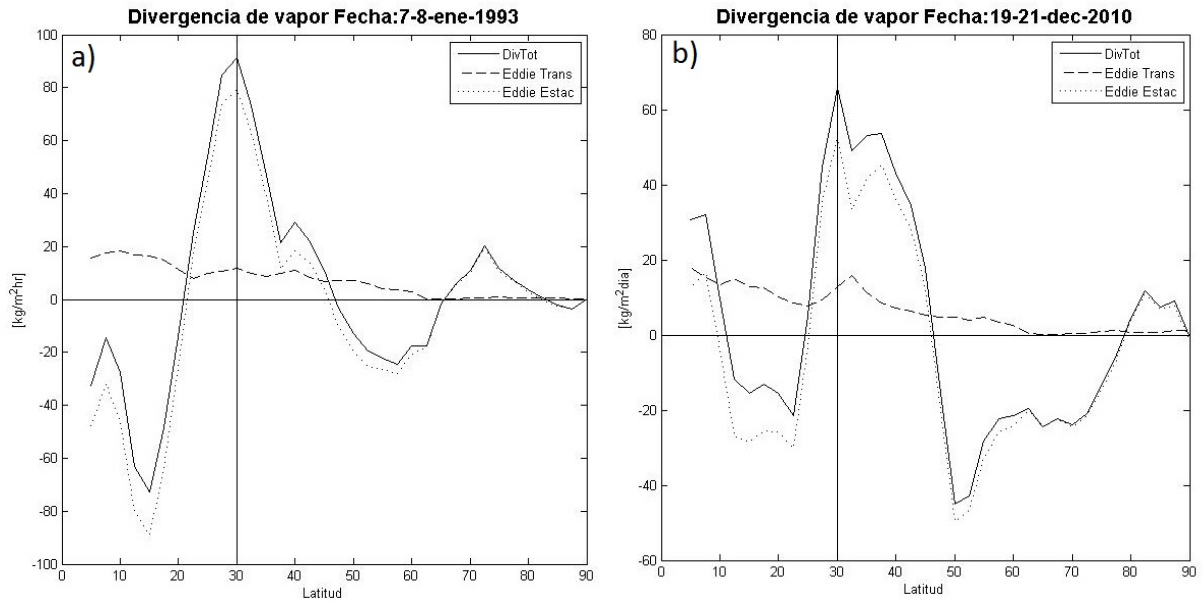 Divergencia de vapor Fecha:7-8-ene-1993
a)
DivTot
Eddie Trans
Eddie Estac
100
80
60
40
20
0
-20
-40
-60
-80
-100
[kg/m²hr]
0 10 20 30 40 50 60 70 80 90
Latitud
Divergencia de vapor Fecha:19-21-dec-2010
b)
DivTot
Eddie Trans
Eddie Estac
80
60
40
20
0
-20
-40
-60
[kg/m²dia]
0 10 20 30 40 50 60 70 80 90
Latitud